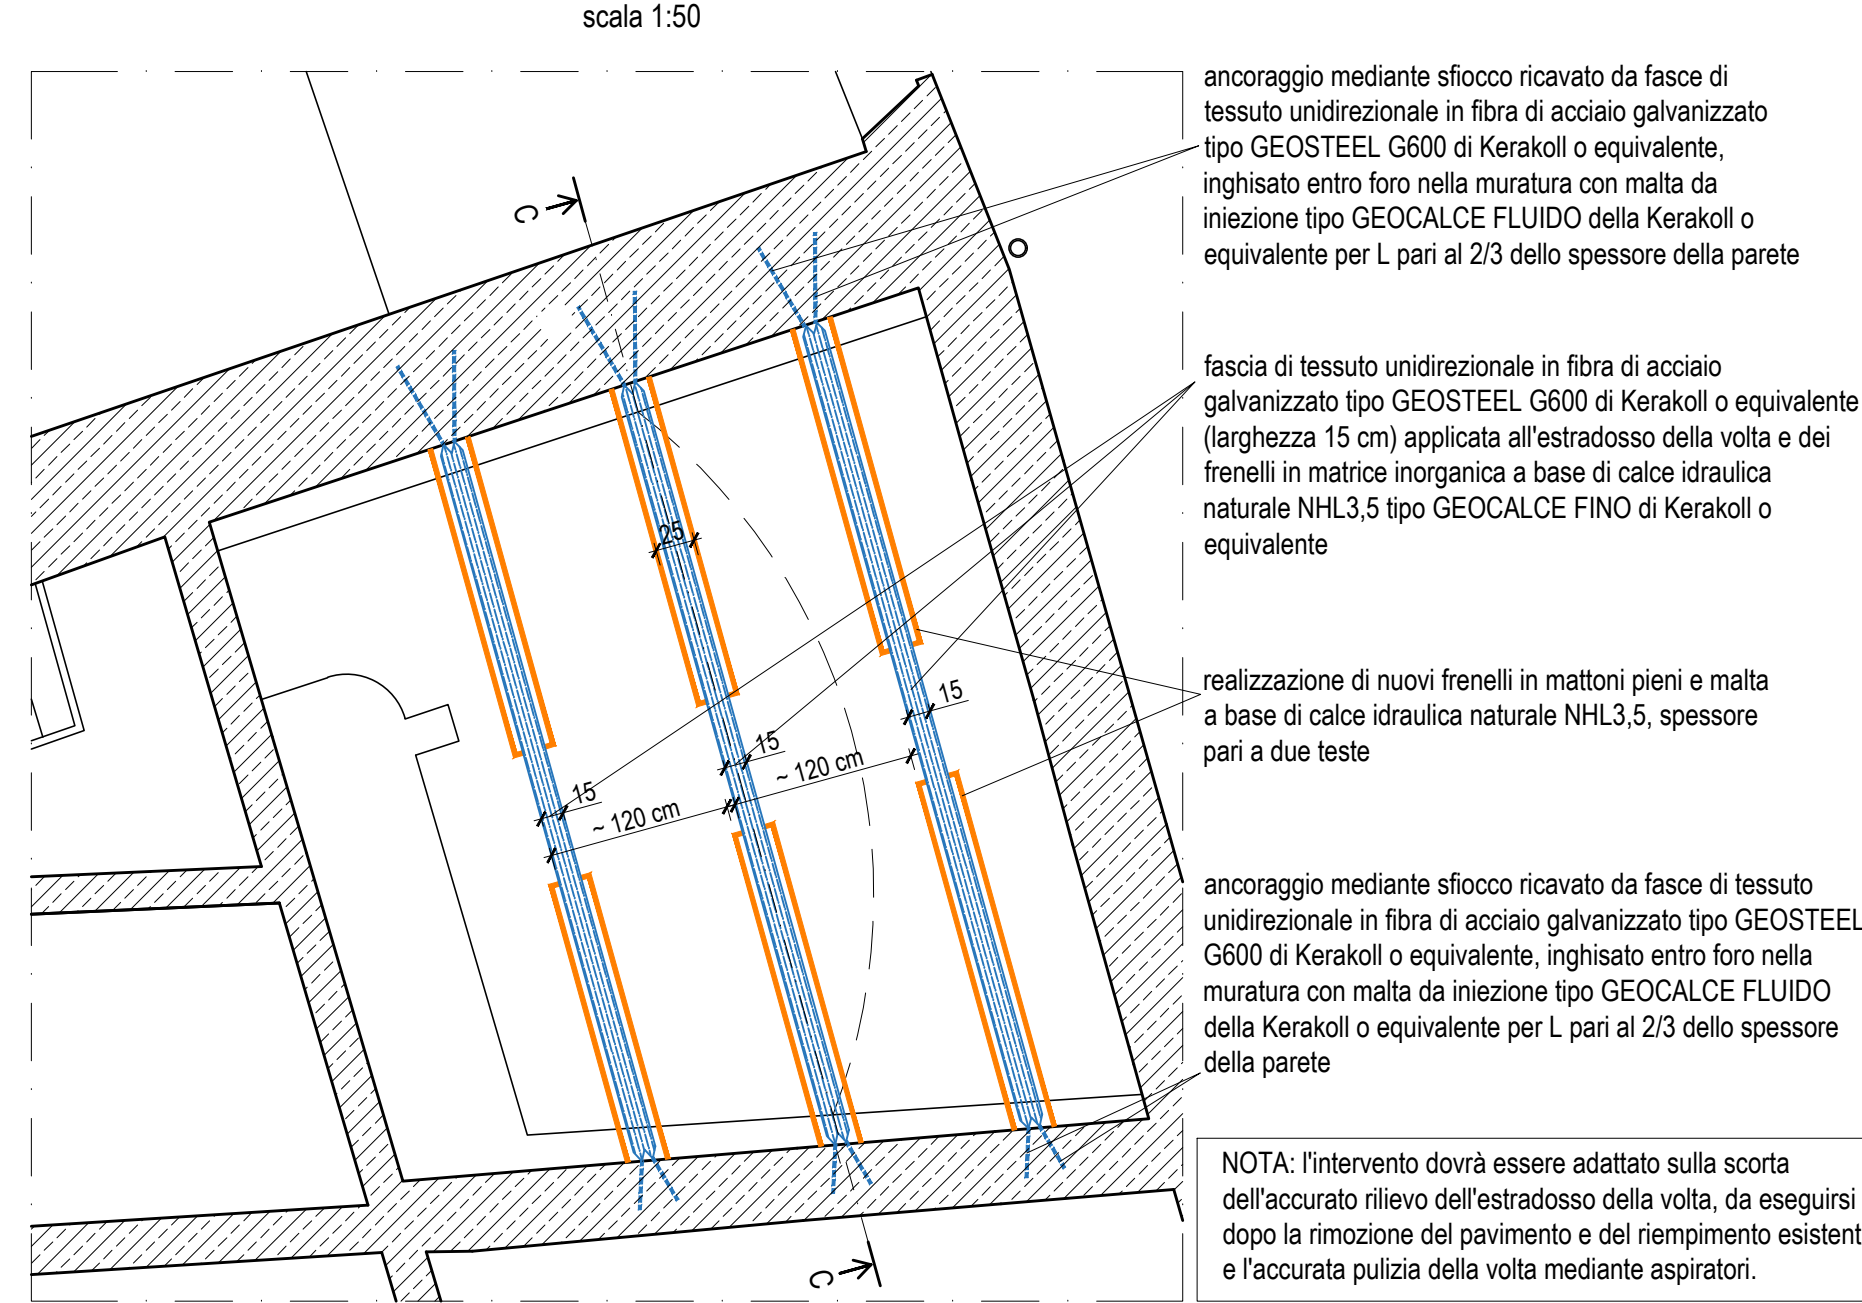 scala 1:50
ancoraggio mediante sfiocco ricavato da fasce di
tessuto unidirezionale in fibra di acciaio galvanizzato
tipo GEOSTEEL G600 di Kerakoll o equivalente,
inghisato entro foro nella muratura con malta da
iniezione tipo GEOCALCE FLUIDO della Kerakoll o
equivalente per L pari al 2/3 dello spessore della parete
fascia di tessuto unidirezionale in fibra di acciaio
galvanizzato tipo GEOSTEEL G600 di Kerakoll o equivalente
(larghezza 15 cm) applicata all'estradosso della volta e dei
frenelli in matrice inorganica a base di calce idraulica
naturale NHL3,5 tipo GEOCALCE FINO di Kerakoll o
equivalente
realizzazione di nuovi frenelli in mattoni pieni e malta
a base di calce idraulica naturale NHL3,5, spessore
pari a due teste
ancoraggio mediante sfiocco ricavato da fasce di tessuto
unidirezionale in fibra di acciaio galvanizzato tipo GEOSTEEL
G600 di Kerakoll o equivalente, inghisato entro foro nella
muratura con malta da iniezione tipo GEOCALCE FLUIDO
della Kerakoll o equivalente per L pari al 2/3 dello spessore
della parete
NOTA: l'intervento dovrà essere adattato sulla scorta
dell'accurato rilievo dell'estradosso della volta, da eseguirsi
dopo la rimozione del pavimento e del riempimento esistent
e l'accurata pulizia della volta mediante aspiratori.
C
25
15
15
~ 120 cm
15
~ 120 cm
C